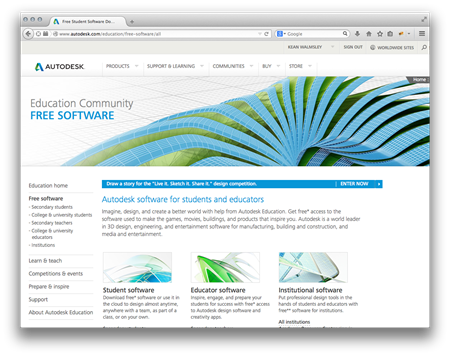 Free Student Software Do...
www.autodesk.com/education/free-software/all
Google
KEAN WALMSLEY
SIGN OUT
WORLDWIDE SITES
AUTODESK
PRODUCTS
SUPPORT & LEARNING
COMMUNITIES
BUY
STORE
Home
Education Community
FREE SOFTWARE
Education home
Free software
- Secondary students
- College & university students
- Secondary teachers
- College & university
educators
- Institutions
Learn & teach
Competitions & events
Prepare & inspire
Support
About Autodesk Education
Draw a story for the "Live it. Sketch it. Share it." design competition.
ENTER NOW
Autodesk software for students and educators
Imagine, design, and create a better world with help from Autodesk Education. Get free* access to the
software used to make the games, movies, buildings, and products that inspire you. Autodesk is a world leader
in 3D design, engineering, and entertainment software for manufacturing, building and construction, and
media and entertainment.
Student software
Download free* software or use it in
the cloud to design almost anytime,
anywhere with a team, as part of a
class, or on your own.
Educator software
Inspire, engage, and prepare your
students for success with free* access
to Autodesk design software and
creativity apps.
Institutional software
Put professional design tools in the
hands of students and educators with
free** software for institutions.
All institutions